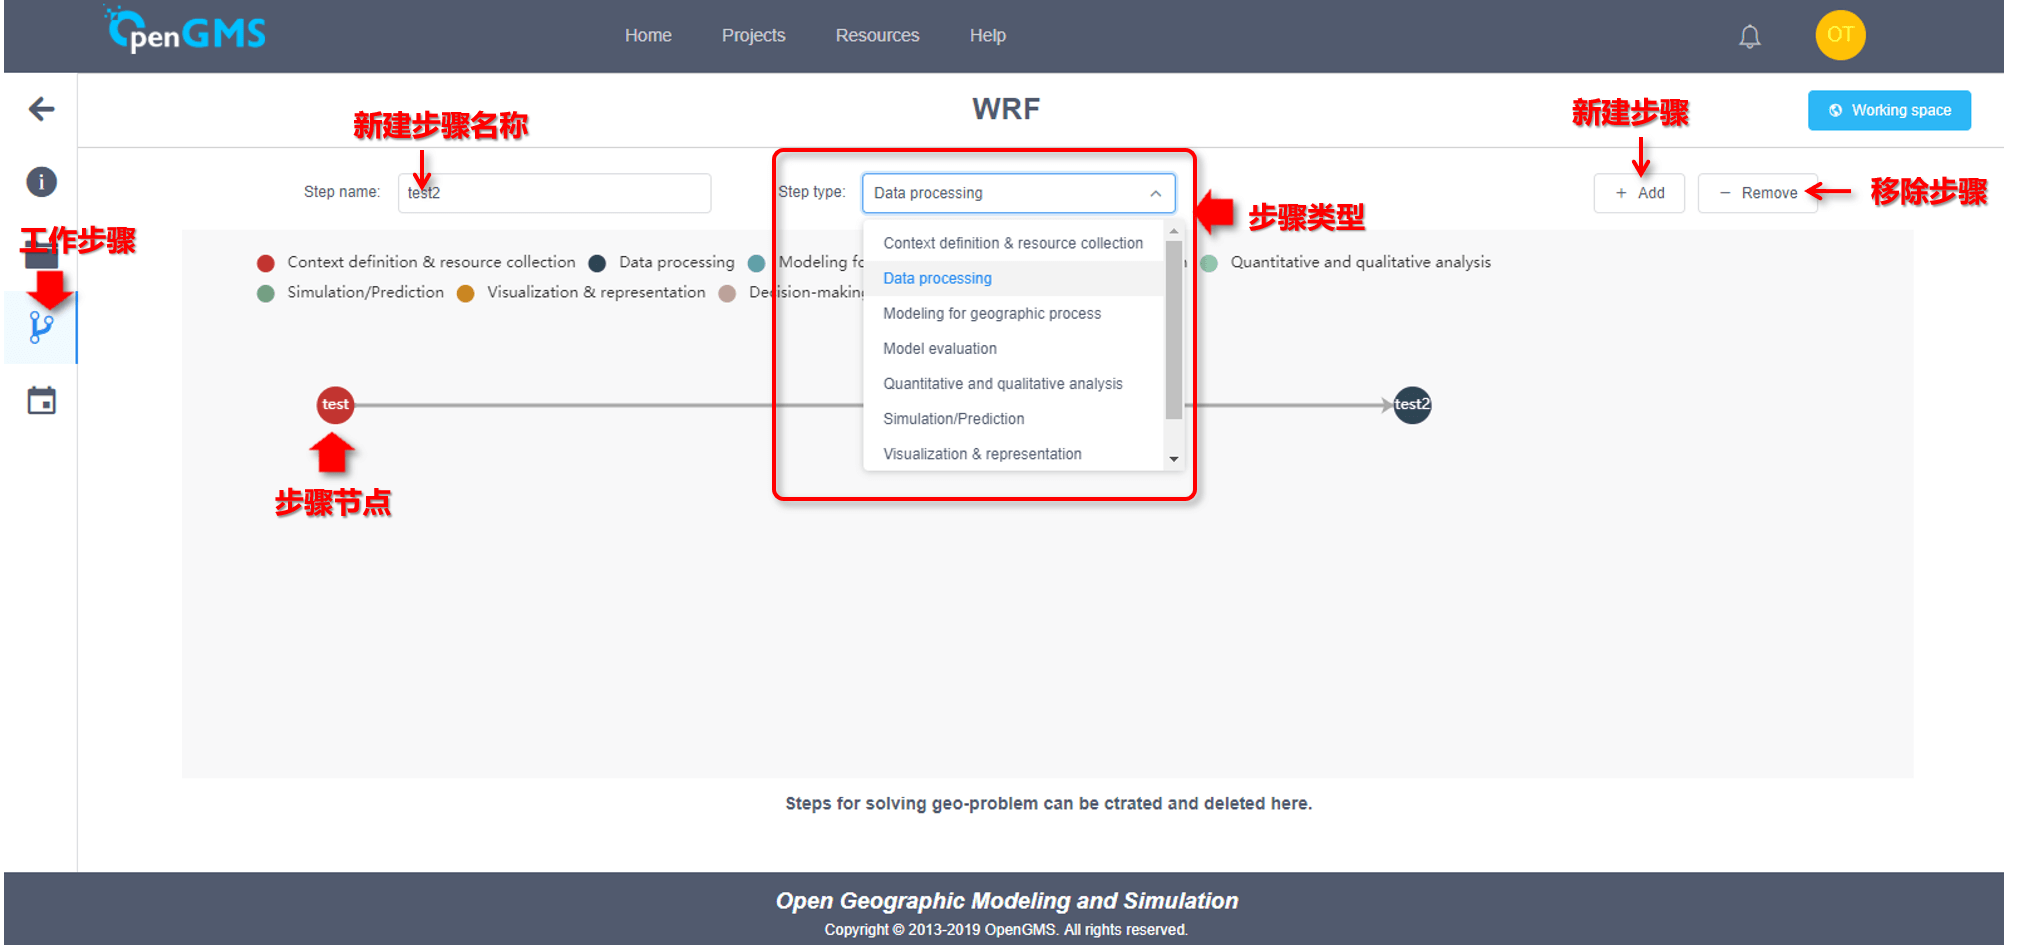 OpenGMS
Home Projects Resources Help
OT
WRF
Working space
新建步骤名称
新建步骤
Step name: test2
Step type: Data processing
+ Add
− Remove
移除步骤
步骤类型
工作步骤
Context definition & resource collection
Data processing
Modeling for geographic process
Model evaluation
Quantitative and qualitative analysis
Simulation/Prediction
Visualization & representation
Context definition & resource collection Data processing Modeling Quantitative and qualitative analysis
Simulation/Prediction Visualization & representation Decision-making
test
test2
步骤节点
Steps for solving geo-problem can be ctrated and deleted here.
Open Geographic Modeling and Simulation
Copyright © 2013-2019 OpenGMS. All rights reserved.